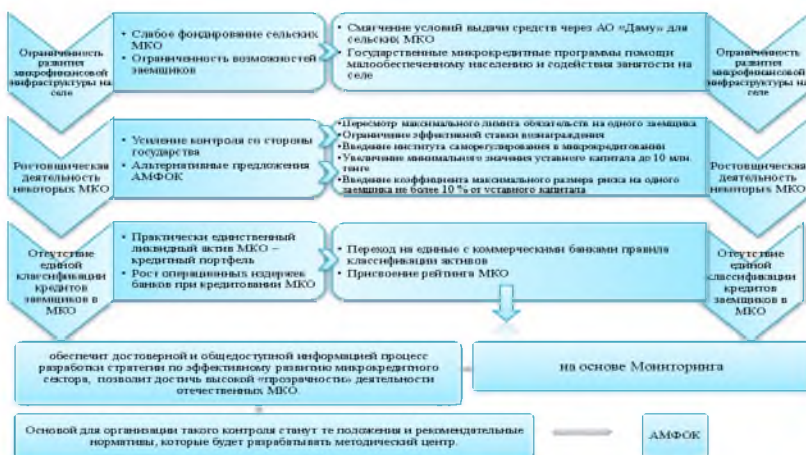 Ограниченность
развития
микрофинансовой
инфраструктуры на
селе
• Слабое фондирование сельских
МКО
• Ограниченность возможностей
заемщиков
• Смягчение условий выдачи средств через АО «Даму» для
сельских МКО
• Государственные микрокредитные программы помощи
малообеспеченному населению и содействия занятости на
селе
Ограниченность
развития
микрофинансовой
инфраструктуры на
селе
Ростовщическая
деятельность
некоторых МКО
• Усиление контроля со стороны
государства
• Альтернативные предложения
АМФОК
•Пересмотр максимального лимита обязательств на одного заемщика
•Ограничение эффективной ставки вознаграждения
•Введение института саморегулирования в микрокредитовании
•Увеличение минимального значения уставного капитала до 10 млн.
тенге
•Введение коэффициента максимального размера риска на одного
заемщика не более 10 % от уставного капитала
Ростовщическая
деятельность
некоторых МКО
Отсутствие
единой
классификации
кредитов
заемщиков в
МКО
• Практически единственный
ликвидный актив МКО –
кредитный портфель
• Рост операционных издержек
банков при кредитовании МКО
• Переход на единые с коммерческими банками правила
классификации активов
• Присвоение рейтинга МКО
Отсутствие
единой
классификации
кредитов
заемщиков в
МКО
обеспечит достоверной и общедоступной информацией процесс
разработки стратегии по эффективному развитию микрокредитного
сектора, позволит достичь высокой «прозрачности» деятельности
отечественных МКО.
на основе Мониторинга
Основой для организации такого контроля станут те положения и рекомендательные
нормативы, которые будет разрабатывать методический центр.
АМФОК